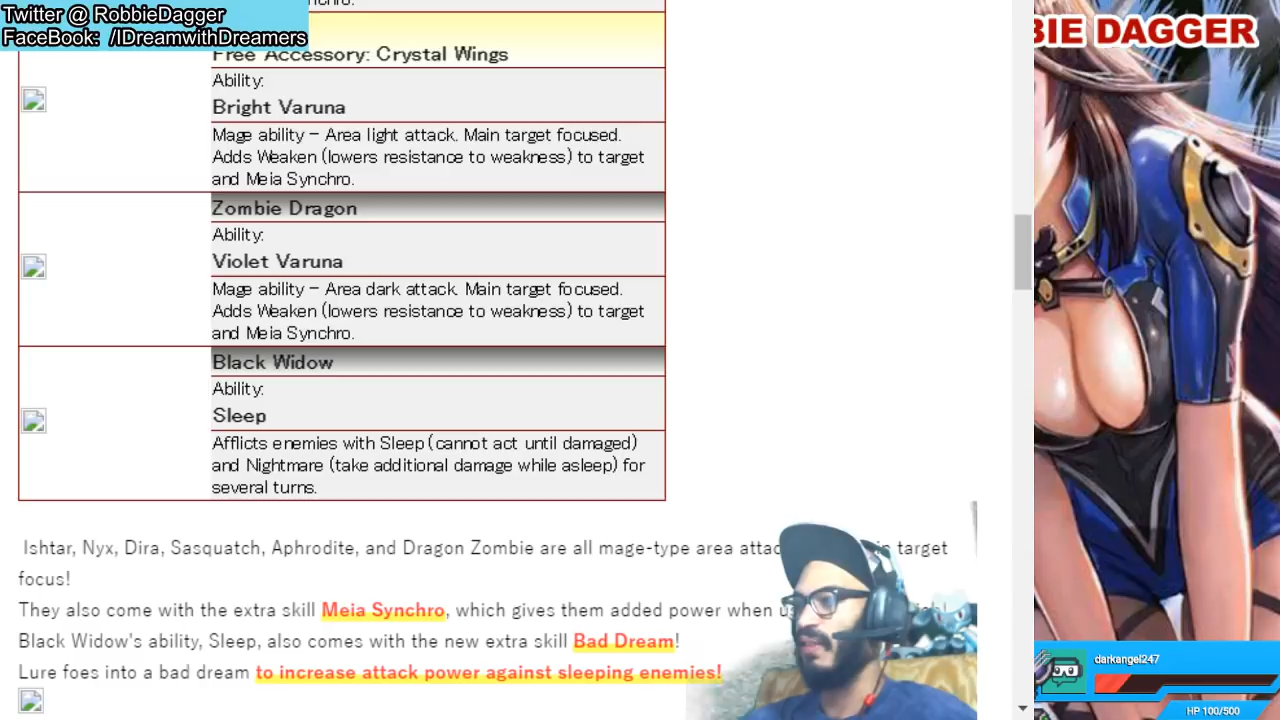 Twitter @ RobbieDagger
FaceBook: /IDreamwithDreamers
BIE DAGGER
Free Accessory: Crystal Wings
Ability:
Bright Varuna
Mage ability - Area light attack. Main target focused.
Adds Weaken (lowers resistance to weakness) to target
and Meia Synchro.
Zombie Dragon
Ability:
Violet Varuna
Mage ability - Area dark attack. Main target focused.
Adds Weaken (lowers resistance to weakness) to target
and Meia Synchro.
Black Widow
Ability:
Sleep
Afflicts enemies with Sleep (cannot act until damaged)
and Nightmare (take additional damage while asleep) for
several turns.
Ishtar, Nyx, Dira, Sasquatch, Aphrodite, and Dragon Zombie are all mage-type area target
focus!
They also come with the extra skill Meia Synchro, which gives them added power when
Black Widow's ability, Sleep, also comes with the new extra skill Bad Dream!
Lure foes into a bad dream to increase attack power against sleeping enemies!
darkangel247
HP 100/500